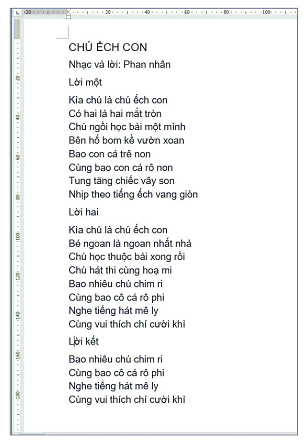 CHÚ ẾCH CON
Nhạc và lời: Phan nhân
Lời một
Kìa chú là chú ếch con
Có hai là hai mắt tròn
Chú ngồi học bài một mình
Bên hố bom kề vườn xoan
Bao con cá trê non
Cùng bao con cá rô non
Tung tăng chiếc vây son
Nhịp theo tiếng ếch vang giòn
Lời hai
Kìa chú là chú ếch con
Bé ngoan là ngoan nhất nhà
Chú học thuộc bài xong rồi
Chú hát thi cùng hoạ mi
Bao nhiêu chú chim ri
Cùng bao cô cá rô phi
Nghe tiếng hát mê ly
Cùng vui thích chí cười khì
Lời kết
Bao nhiêu chú chim ri
Cùng bao cô cá rô phi
Nghe tiếng hát mê ly
Cùng vui thích chí cười khì